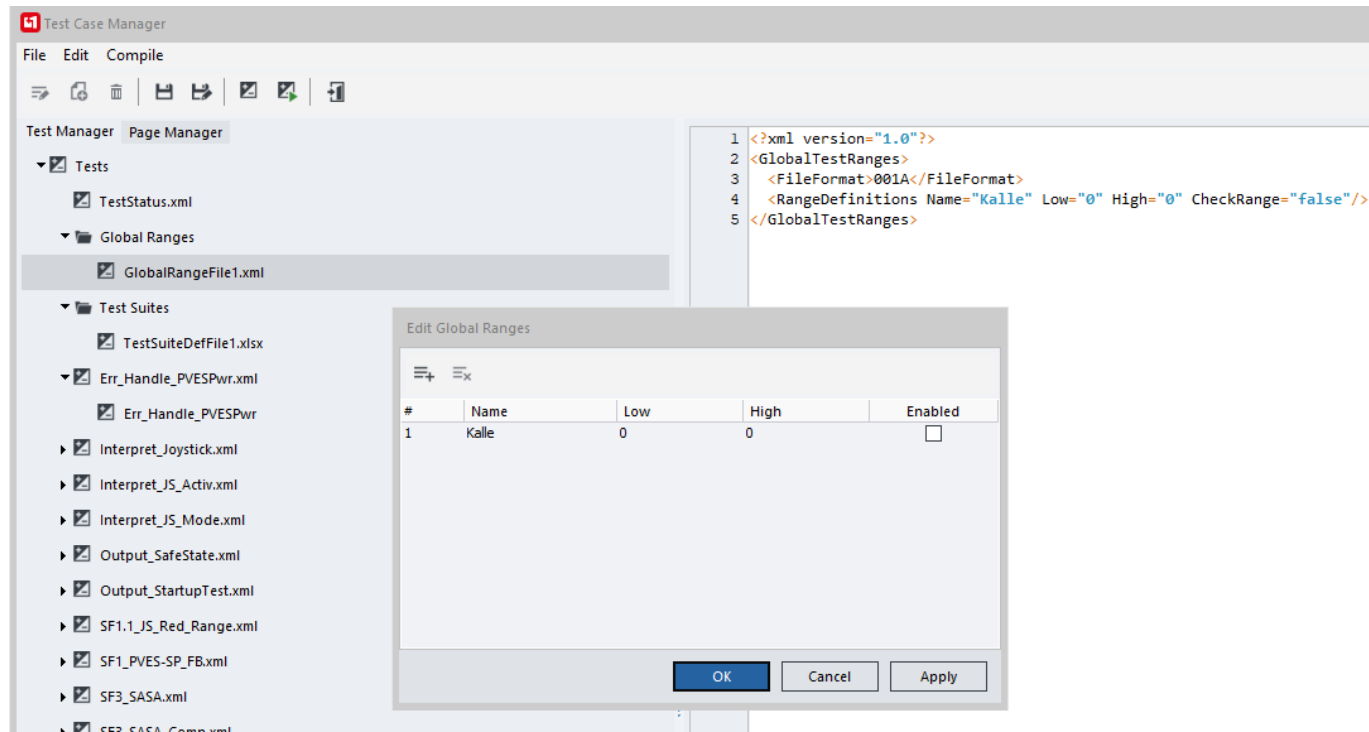 Test Case Manager
File Edit Compile
Test Manager Page Manager
Tests
TestStatus.xml
Global Ranges
GlobalRangeFile1.xml
Test Suites
TestSuiteDefFile1.xlsx
Err_Handle_PVESPwr.xml
Err_Handle_PVESPwr
Interpret_Joystick.xml
Interpret_JS_Activ.xml
Interpret_JS_Mode.xml
Output_SafeState.xml
Output_StartupTest.xml
SF1.1_JS_Red_Range.xml
SF1_PVES-SP_FB.xml
SF3_SASA.xml
SF3_SASA_Comp.xml
1 <?xml version="1.0"?>
2 <GlobalTestRanges>
3 <FileFormat>001A</FileFormat>
4 <RangeDefinitions Name="Kalle" Low="0" High="0" CheckRange="false"/>
5 </GlobalTestRanges>
Edit Global Ranges
# Name Low High Enabled
1 Kalle 0 0
OK Cancel Apply